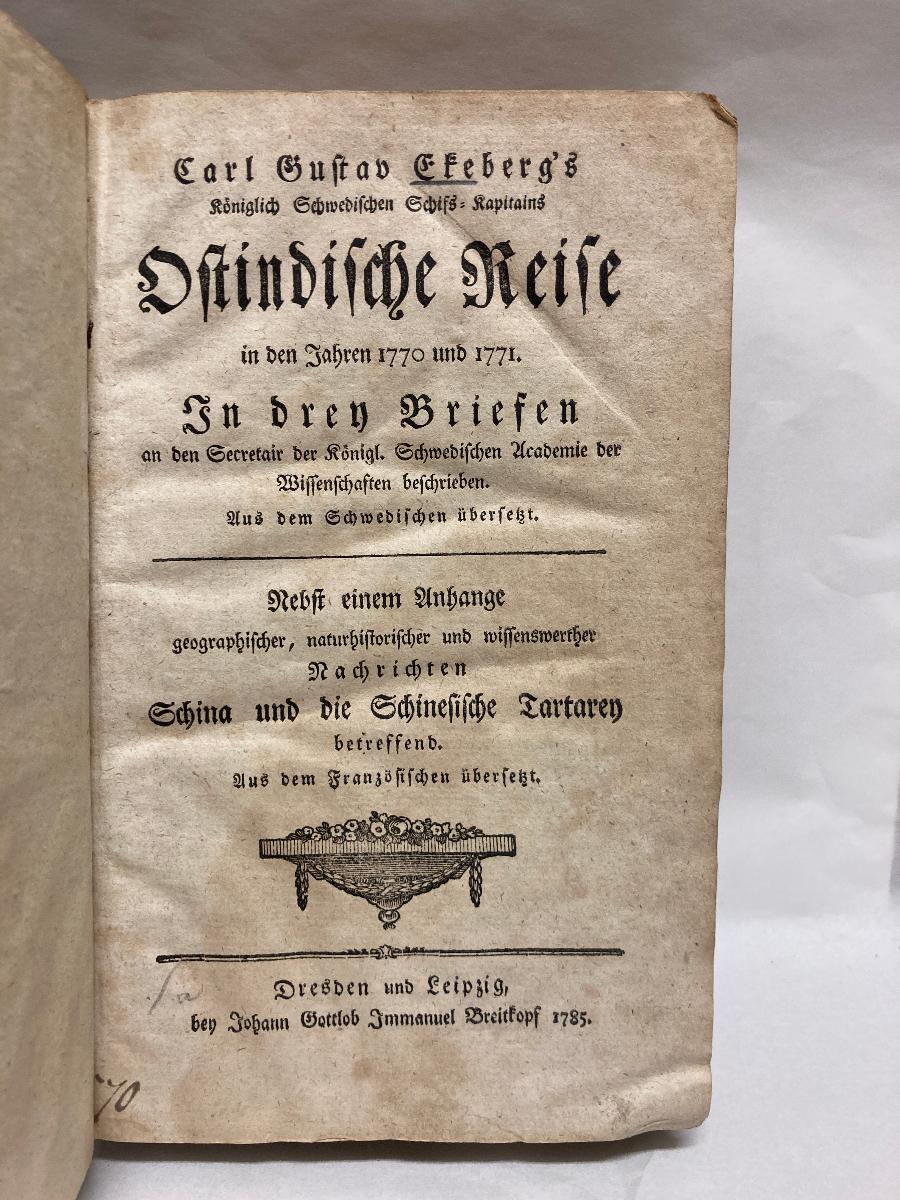 Carl Gustav Ekeberg's
Königlich Schwedischen Schifs-Kapitains
Ostindische Reise
in den Jahren 1770 und 1771.
In drey Briefen
an den Secretair der Königl. Schwedischen Academie der
Wissenschaften beschrieben.
Aus dem Schwedischen übersetzt.
Nebst einem Anhange
geographischer, naturhistorischer und wissenswerther
Nachrichten
Schina und die Schinesische Tartarey
betreffend.
Aus dem Französischen übersetzt.
Dresden und Leipzig,
bey Johann Gottlob Immanuel Breitkopf 1785.
70